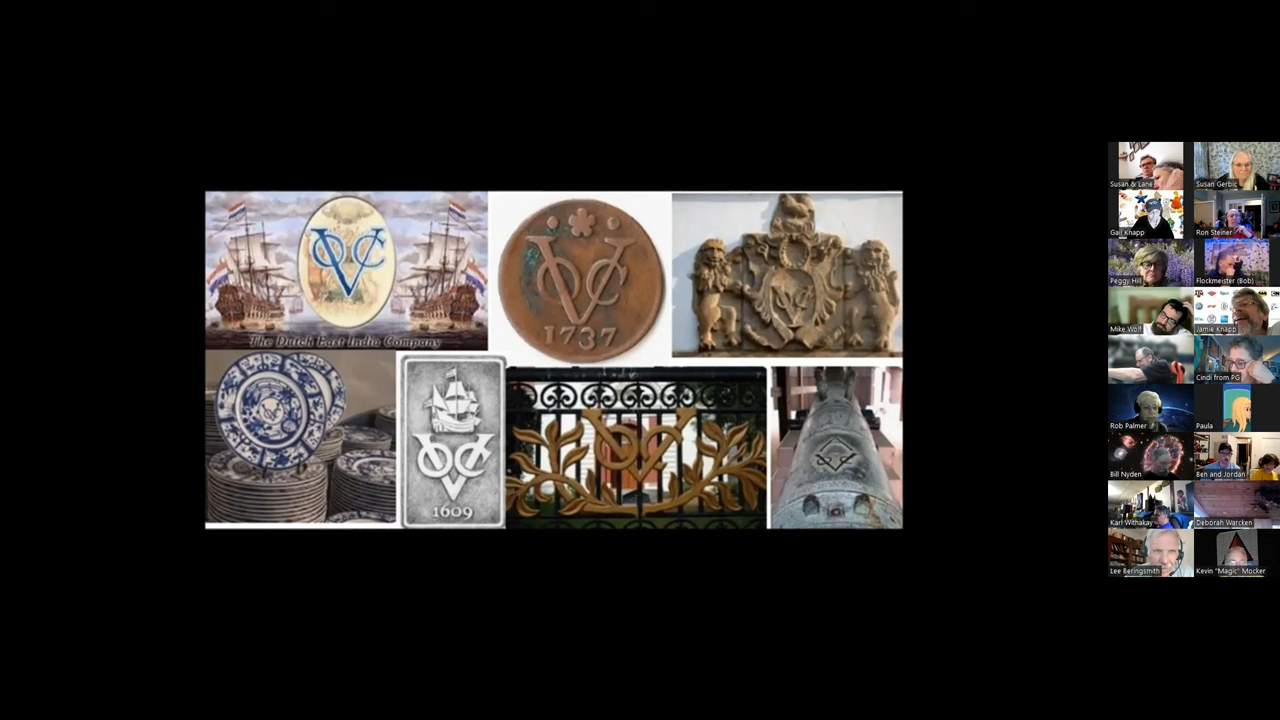 VOC
The Dutch East India Company
VOC
1737
VOC
VOC
1609
VOC
VOC
Susan & Lane
Susan Gerbic
Gail Knapp
Ron Steiner
Peggy Hill
Flockmeister (Bob)
Mike Wolf
Jamie Knapp
Cindi from PG
Rob Palmer
Paula
Bill Nyden
Ben and Jordan
Karl Withakay
Deborah Warcken
Lee Beringsmith
Kevin "Magic" Mocker